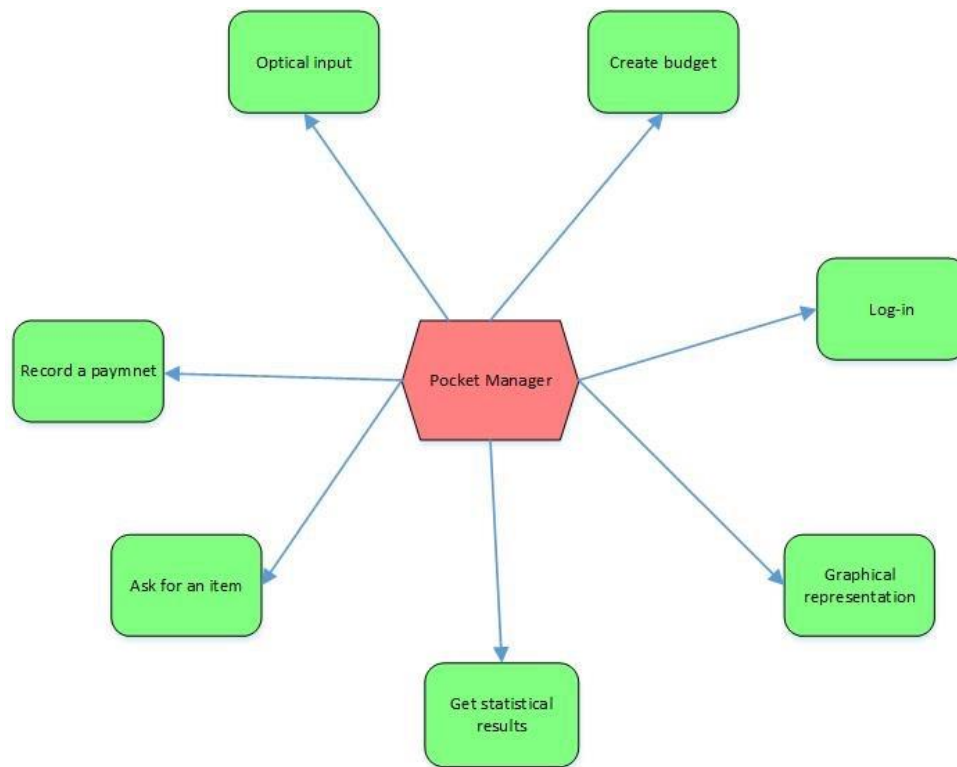 Optical input
Create budget
Log-in
Record a paymnet
Pocket Manager
Ask for an item
Graphical
representation
Get statistical
results